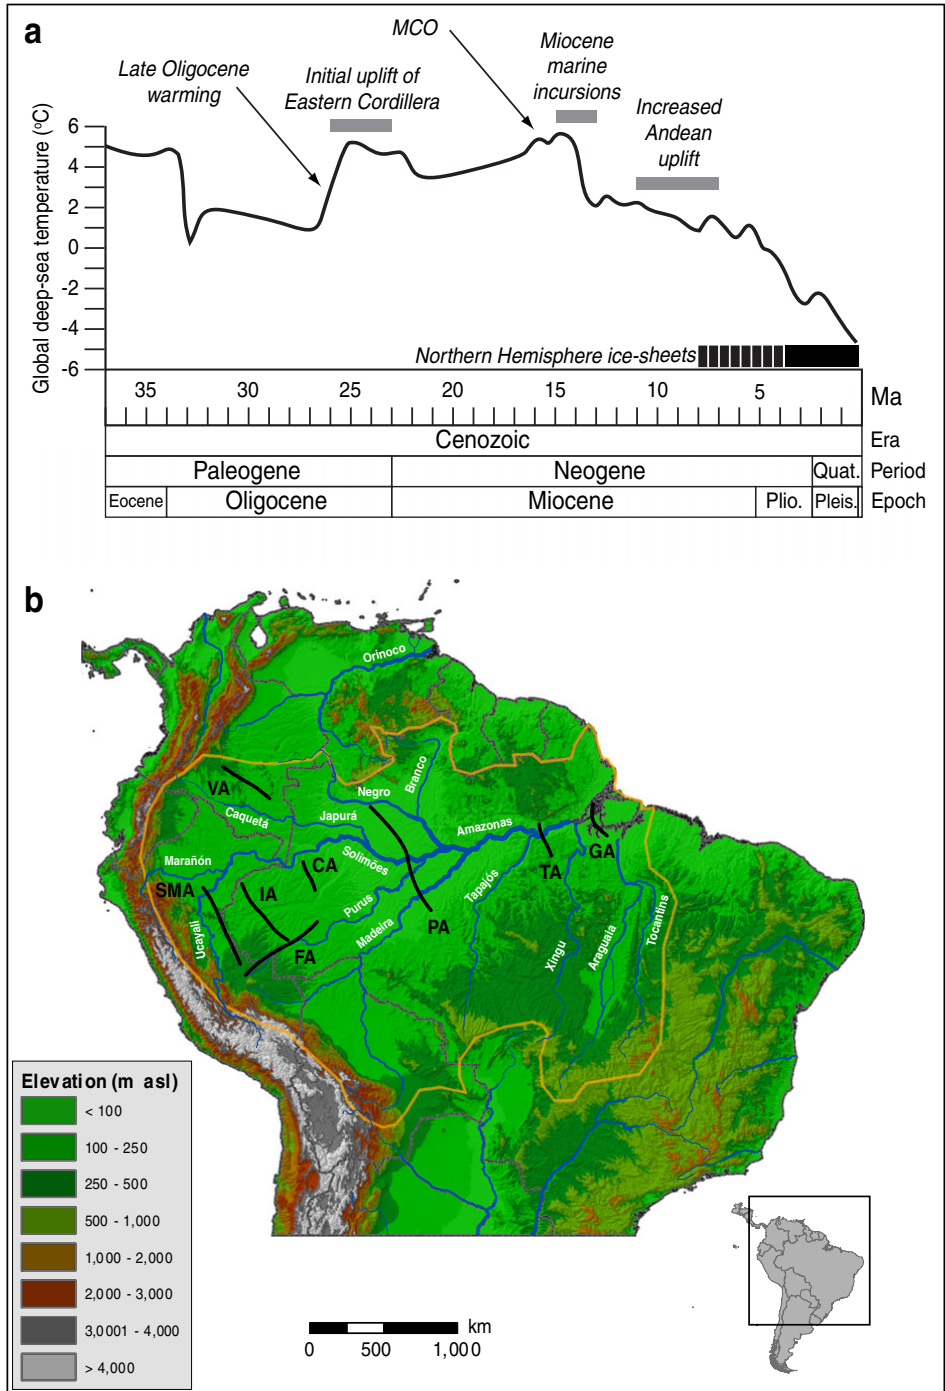 a
MCO
Late Oligocene
warming
Initial uplift of
Eastern Cordillera
Miocene
marine
incursions
Increased
Andean
uplift
Global deep-sea temperature (°C)
6
4
2
0
-2
-4
-6
Northern Hemisphere ice-sheets
35 30 25 20 15 10 5 Ma
Cenozoic Era
Paleogene Neogene Quat. Period
Eocene Oligocene Miocene Plio. Pleis. Epoch
b
Orinoco
Branco
Negro
VA
Caquetá
Japurá
Amazonas
Marañón
Solimões
CA
TA
GA
SMA
IA
Purus
Tapajós
PA
Ucayali
FA
Madeira
Xingu
Araguaia
Tocantins
Elevation (m asl)
< 100
100 - 250
250 - 500
500 - 1,000
1,000 - 2,000
2,000 - 3,000
3,0001 - 4,000
> 4,000
km
0 500 1,000